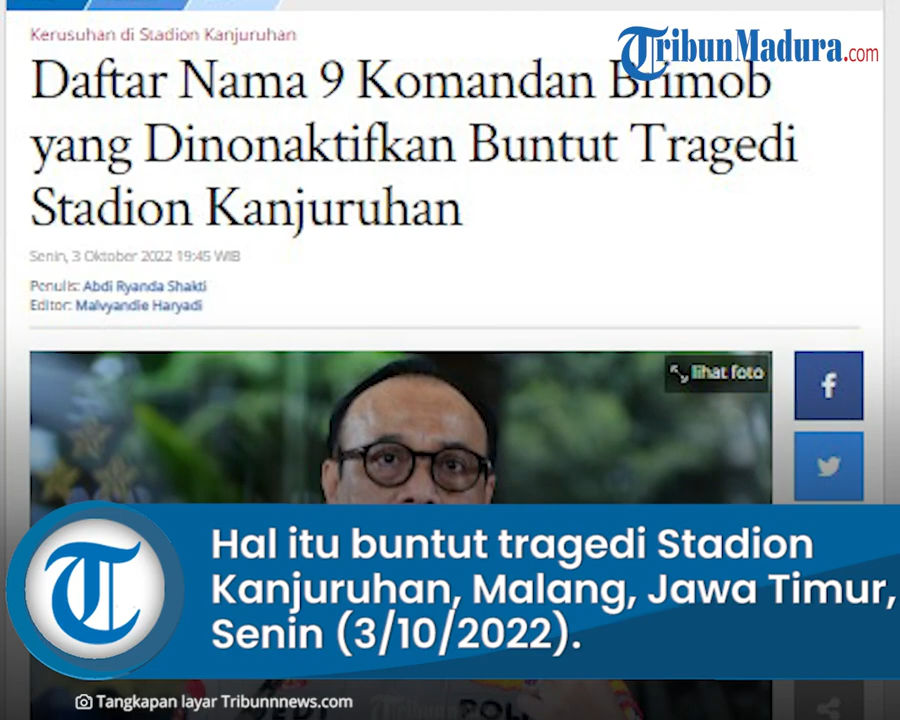 Kerusuhan di Stadion Kanjuruhan
TribunMadura.com
Daftar Nama 9 Komandan Brimob
yang Dinonaktifkan Buntut Tragedi
Stadion Kanjuruhan
Senin, 3 Oktober 2022 19:45 WIB
Penulis: Abdi Ryanda Shakti
Editor: Malvyandie Haryadi
lihat foto
Hal itu buntut tragedi Stadion
Kanjuruhan, Malang, Jawa Timur,
Senin (3/10/2022).
Tangkapan layar Tribunnnews.com